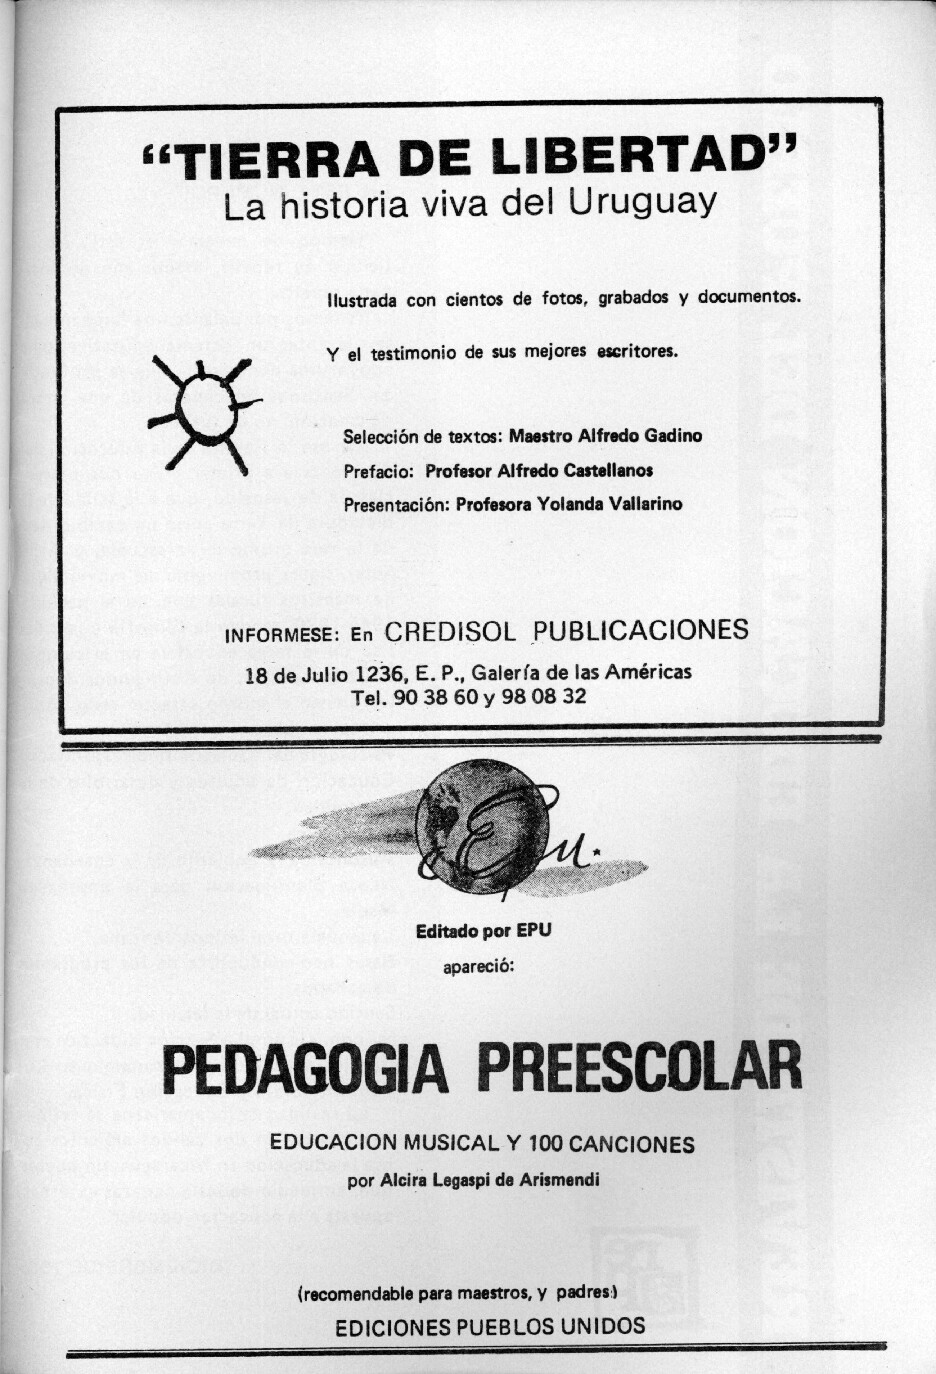 “TIERRA DE LIBERTAD”
La historia viva del Uruguay
Ilustrada con cientos de fotos, grabados y documentos.
Y el testimonio de sus mejores escritores.
Selección de textos: Maestro Alfredo Gadino
Prefacio: Profesor Alfredo Castellanos
Presentación: Profesora Yolanda Vallarino
INFORMESE: En CREDISOL PUBLICACIONES
18 de Julio 1236, E. P., Galería de las Américas
Tel. 90 38 60 y 98 08 32
EPU.
Editado por EPU
apareció:
PEDAGOGIA PREESCOLAR
EDUCACION MUSICAL Y 100 CANCIONES
por Alcira Legaspi de Arismendi
(recomendable para maestros, y padres)
EDICIONES PUEBLOS UNIDOS